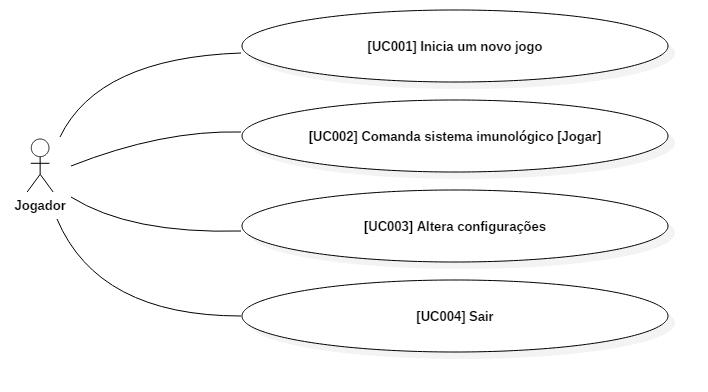 [UC001] Inicia um novo jogo
[UC002] Comanda sistema imunológico [Jogar]
Jogador
[UC003] Altera configurações
[UC004] Sair